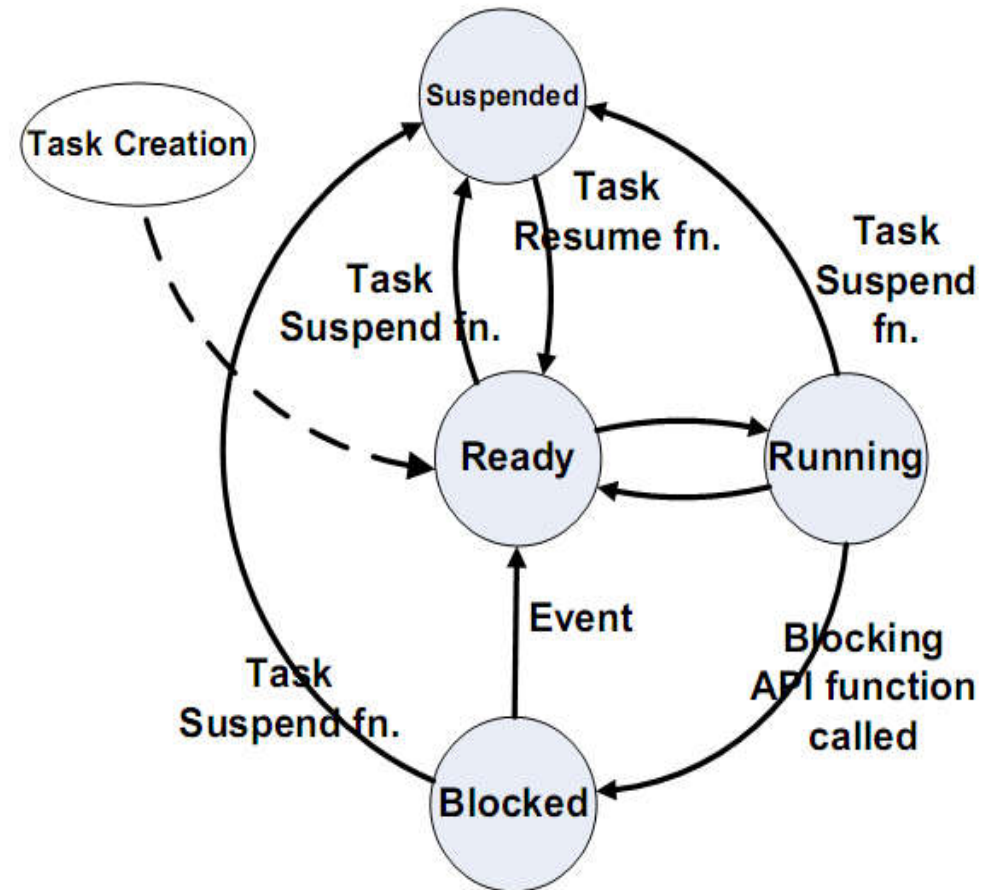 Suspended
Task Creation
Task
Resume fn.
Task
Suspend
fn.
Task
Suspend fn.
Ready
Running
Event
Blocking
API function
called
Task
Suspend fn.
Blocked